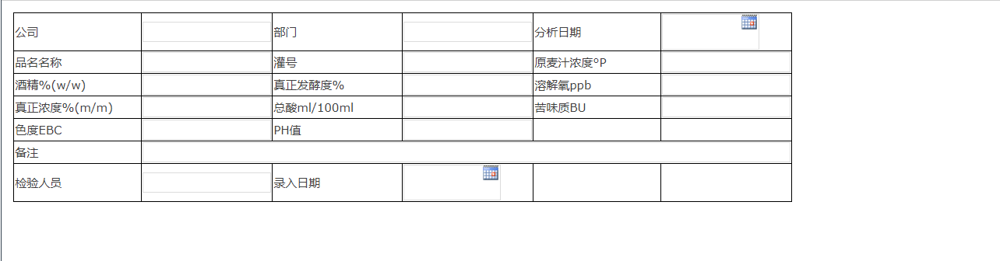 公司 部门 分析日期
品名名称 灌号 原麦汁浓度ºP
酒精%(w/w) 真正发酵度% 溶解氧ppb
真正浓度%(m/m) 总酸ml/100ml 苦味质BU
色度EBC PH值
备注
检验人员 录入日期